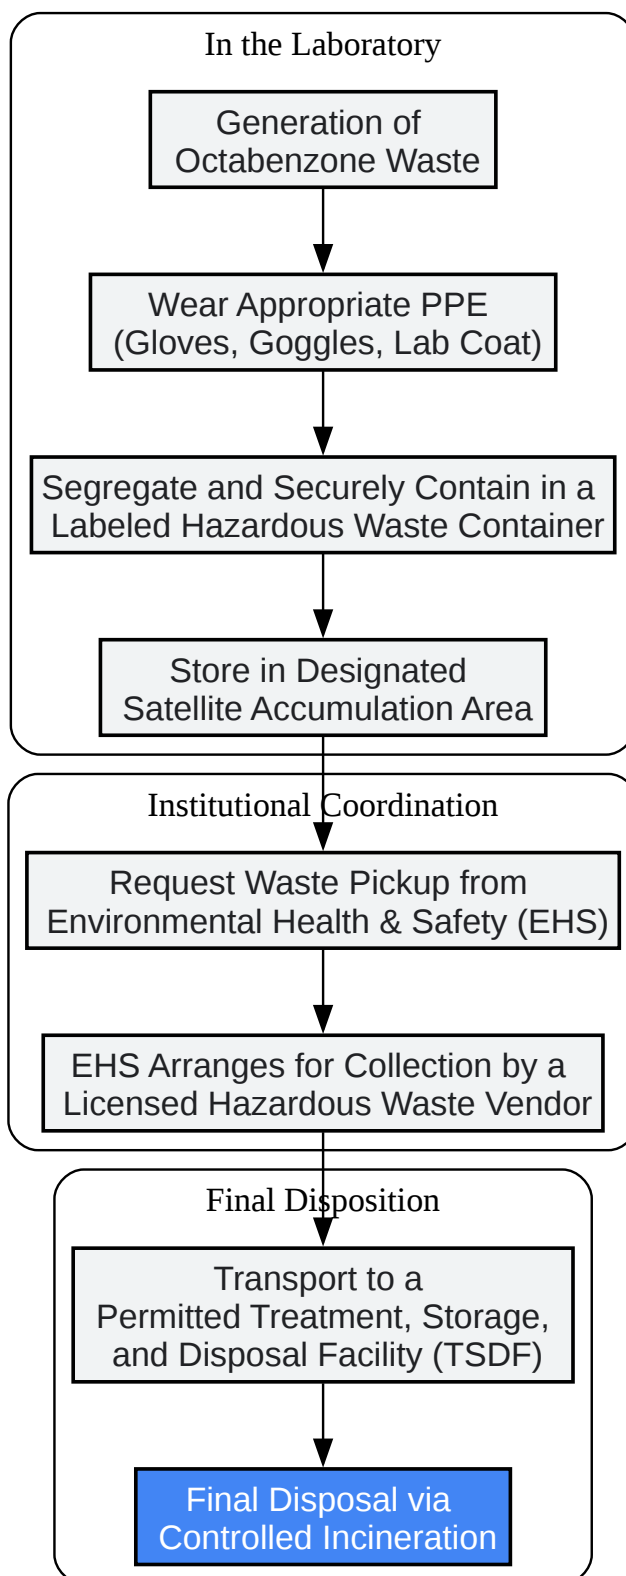 In the Laboratory
Generation of
Octabenzone Waste
Wear Appropriate PPE
(Gloves, Goggles, Lab Coat)
Segregate and Securely Contain in a
Labeled Hazardous Waste Container
Store in Designated
Satellite Accumulation Area
Institutional Coordination
Request Waste Pickup from
Environmental Health & Safety (EHS)
EHS Arranges for Collection by a
Licensed Hazardous Waste Vendor
Final Disposition
Transport to a
Permitted Treatment, Storage,
and Disposal Facility (TSDF)
Final Disposal via
Controlled Incineration